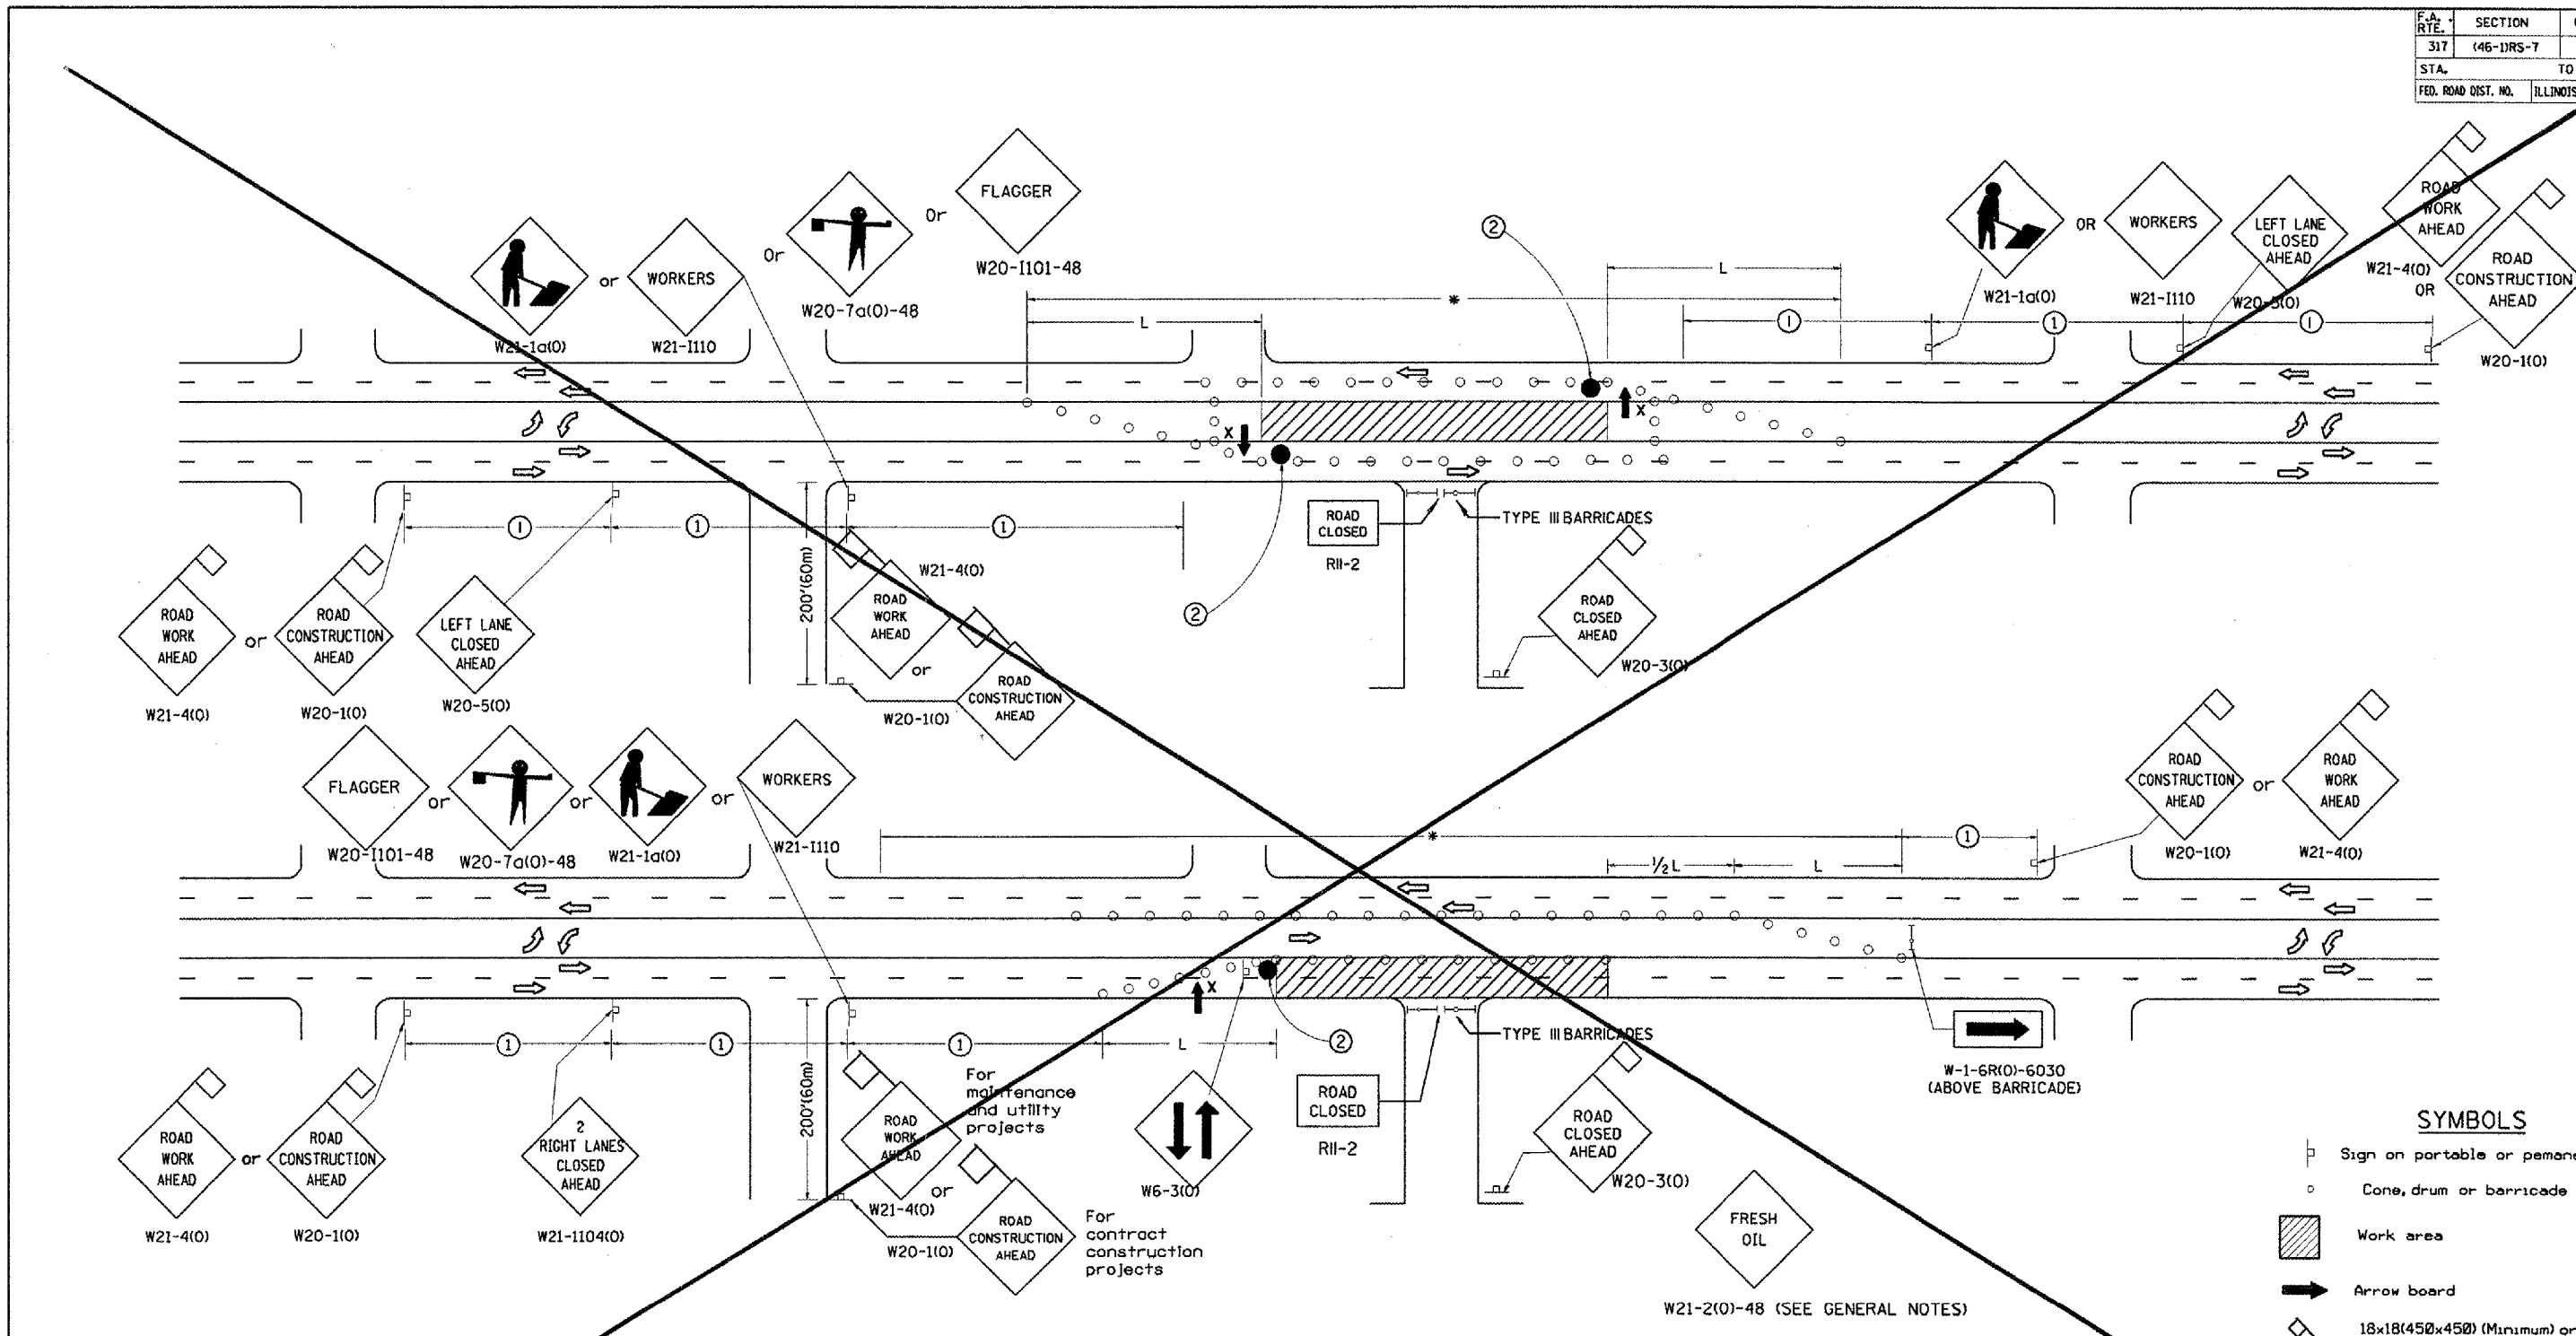 F.A. RTE. SECTION
317 (46-1)RS-7
STA. TO
FED. ROAD DIST. NO. ILLINOIS
FLAGGER
W20-I101-48
Or
W20-7a(0)-48
Or
WORKERS
W21-I110
or
W21-1a(0)
2
L
*
L
1
1
1
W21-1a(0)
OR
WORKERS
W21-I110
LEFT LANE
CLOSED
AHEAD
W20-5(0)
ROAD
WORK
AHEAD
W21-4(0)
OR
ROAD
CONSTRUCTION
AHEAD
W20-1(0)
X
X
1
1
1
200'(60m)
ROAD
CLOSED
R11-2
TYPE III BARRICADES
2
ROAD
WORK
AHEAD
W21-4(0)
or
ROAD
CONSTRUCTION
AHEAD
W20-1(0)
LEFT LANE
CLOSED
AHEAD
W20-5(0)
W21-4(0)
ROAD
WORK
AHEAD
or
ROAD
CONSTRUCTION
AHEAD
W20-1(0)
ROAD
CLOSED
AHEAD
W20-3(0)
FLAGGER
W20-I101-48
or
W20-7a(0)-48
or
W21-1a(0)
or
WORKERS
W21-I110
*
1
1/2 L
L
ROAD
CONSTRUCTION
AHEAD
W20-1(0)
or
ROAD
WORK
AHEAD
W21-4(0)
X
1
1
1
L
2
200'(60m)
TYPE III BARRICADES
ROAD
CLOSED
R11-2
W-1-6R(0)-6030
(ABOVE BARRICADE)
ROAD
WORK
AHEAD
W21-4(0)
or
ROAD
CONSTRUCTION
AHEAD
W20-1(0)
2
RIGHT LANES
CLOSED
AHEAD
W21-1104(0)
For
maintenance
and utility
projects
ROAD
WORK
AHEAD
W21-4(0)
or
ROAD
CONSTRUCTION
AHEAD
W20-1(0)
For
contract
construction
projects
W6-3(0)
ROAD
CLOSED
AHEAD
W20-3(0)
FRESH
OIL
W21-2(0)-48 (SEE GENERAL NOTES)
SYMBOLS
Sign on portable or pemane
Cone, drum or barricade
Work area
Arrow board
18x18(450x450) (Minimum) or